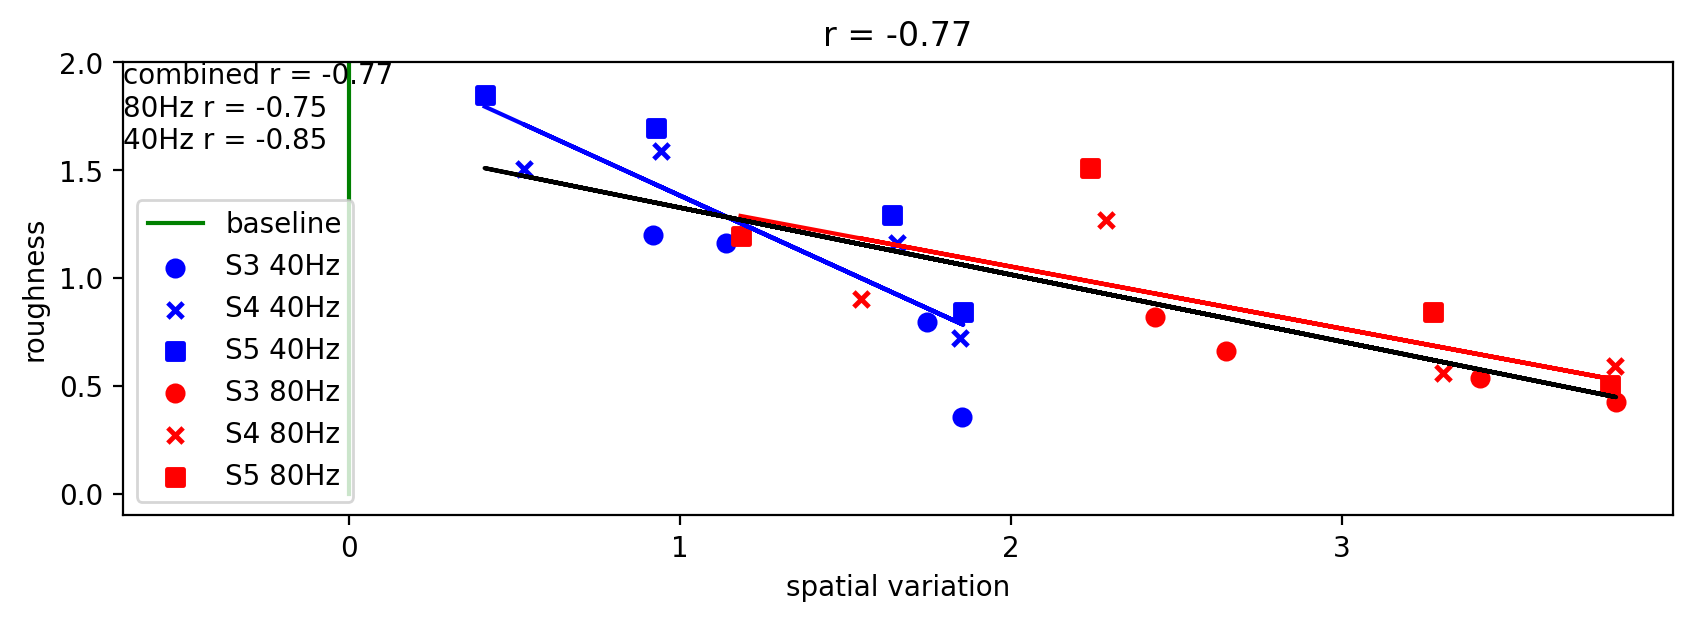 r = -0.77
combined r = -0.77
80Hz r = -0.75
40Hz r = -0.85
2.0
1.5
1.0
0.5
0.0
roughness
baseline
S3 40Hz
S4 40Hz
S5 40Hz
S3 80Hz
S4 80Hz
S5 80Hz
0 1 2 3
spatial variation